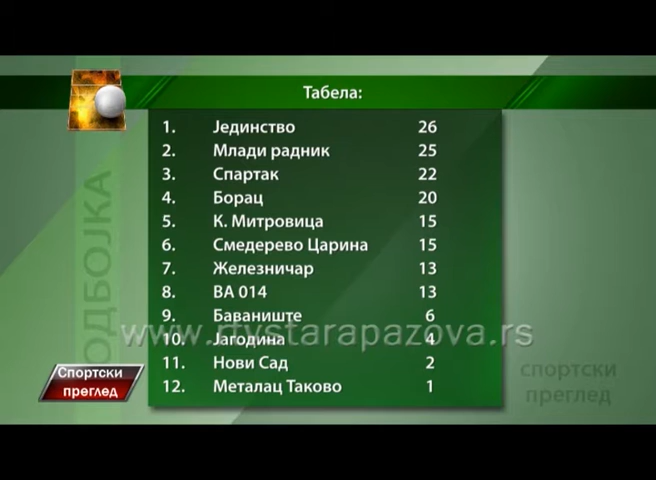 Табела:
1. Јединство 26
2. Млади радник 25
3. Спартак 22
4. Борац 20
5. К. Митровица 15
6. Смедерево Царина 15
7. Железничар 13
8. ВА 014 13
9. Баваниште 6
www.rtvstarapazova.rs
10. Јагодина 4
11. Нови Сад 2
12. Металац Таково 1
ОДБОЈКА
Спортски
преглед
спортски
преглед